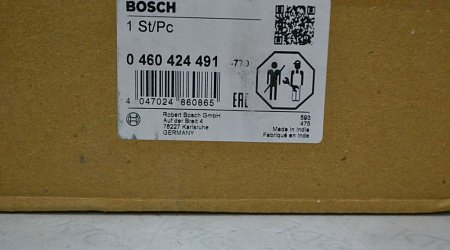 BOSCH
1 St/Pc
0 460 424 491 -770
4 047024 860865
EAC
Robert Bosch GmbH
Auf der Breit 4
76227 Karlsruhe
GERMANY
593
475
Made in India
Fabriqué en Inde